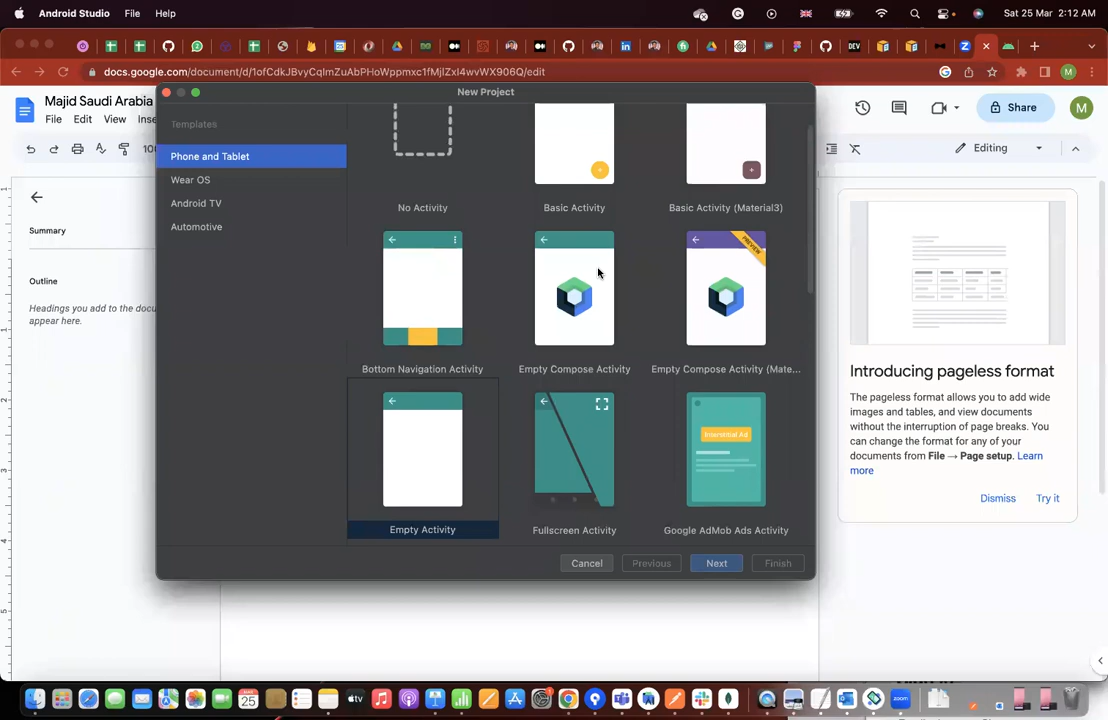 Android Studio File Help Sat 25 Mar 2:12 AM
docs.google.com/document/d/1ofCdkJBvyCqImZuAbPHoWppmxc1fMjlZxI4wvWX906Q/edit
Majid Saudi Arabia
File Edit View Inse
Share
M
100
Editing
New Project
Templates
Phone and Tablet
Wear OS
Android TV
Automotive
No Activity
Basic Activity
Basic Activity (Material3)
PREVIEW
Bottom Navigation Activity
Empty Compose Activity
Empty Compose Activity (Mate...
Interstitial Ad
Empty Activity
Fullscreen Activity
Google AdMob Ads Activity
Cancel
Previous
Next
Finish
Summary
Outline
Headings you add to the docu
appear here.
Introducing pageless format
The pageless format allows you to add wide
images and tables, and view documents
without the interruption of page breaks. You
can change the format for any of your
documents from File → Page setup. Learn
more
Dismiss Try it